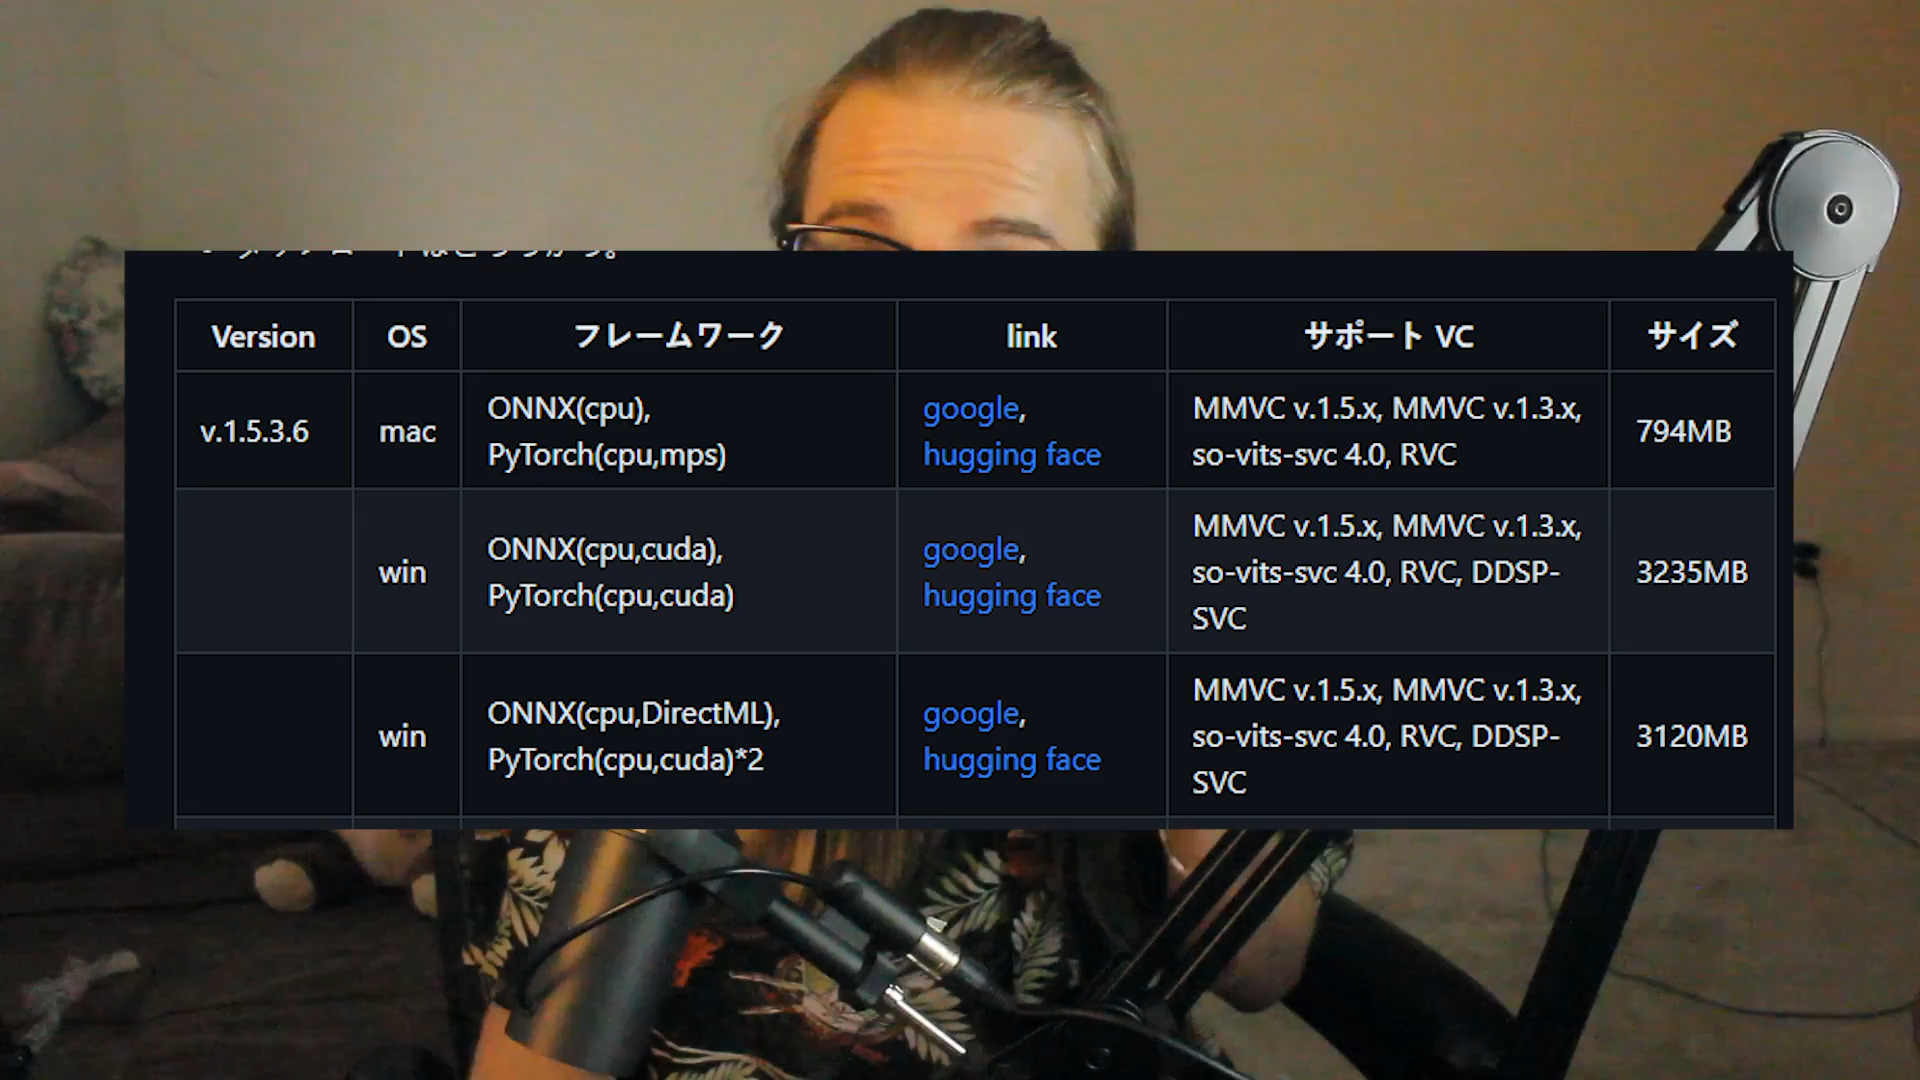 Version OS フレームワーク link サポート VC サイズ
v.1.5.3.6 mac ONNX(cpu), PyTorch(cpu,mps) google, hugging face MMVC v.1.5.x, MMVC v.1.3.x, so-vits-svc 4.0, RVC 794MB
win ONNX(cpu,cuda), PyTorch(cpu,cuda) google, hugging face MMVC v.1.5.x, MMVC v.1.3.x, so-vits-svc 4.0, RVC, DDSP-SVC 3235MB
win ONNX(cpu,DirectML), PyTorch(cpu,cuda)*2 google, hugging face MMVC v.1.5.x, MMVC v.1.3.x, so-vits-svc 4.0, RVC, DDSP-SVC 3120MB